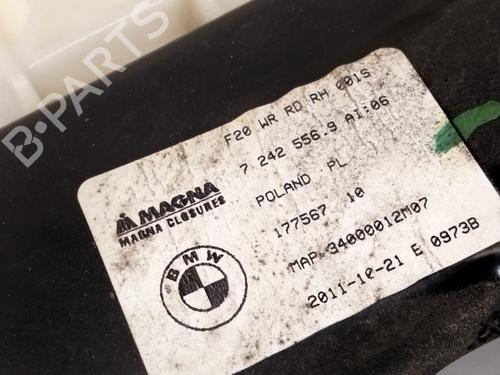 F20 WR RD RH 001S
7 242 556.9 AI:06
POLAND PL
177567 10
MAP 34000012M07
2011-10-21 E 0973B
MAGNA
MAGNA CLOSURES
BMW
B-PARTS